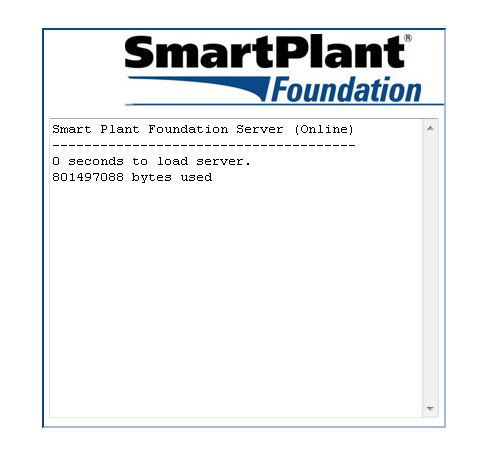 SmartPlant®
Foundation
Smart Plant Foundation Server (Online)
--------------------------------------
0 seconds to load server.
801497088 bytes used